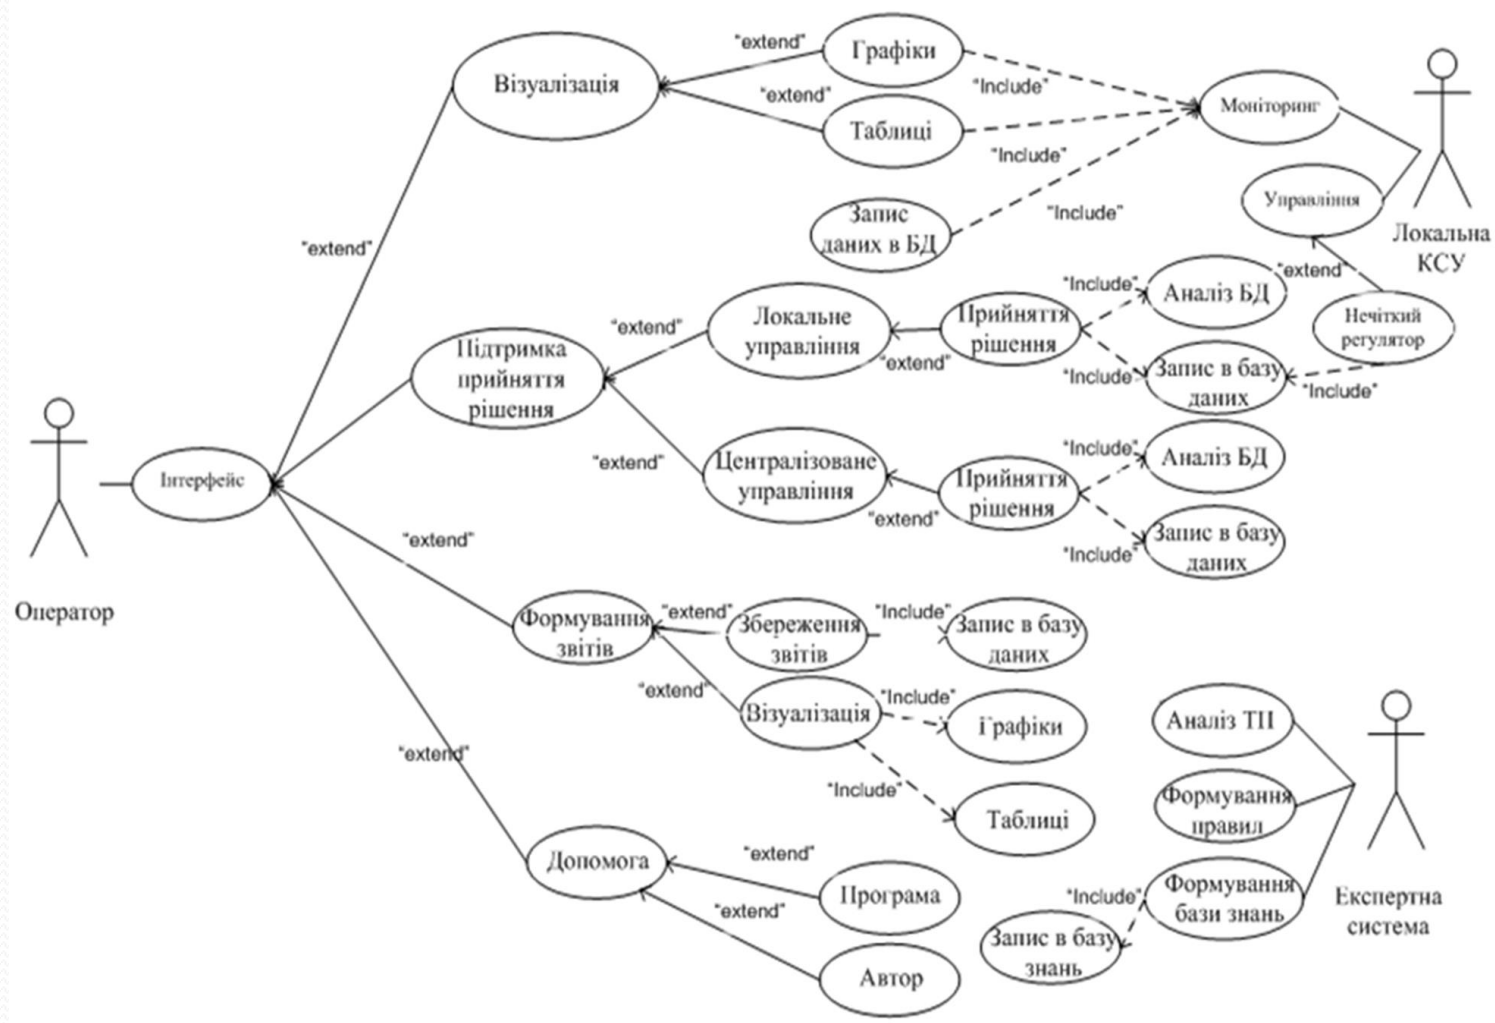 "extend"
Графіки
Візуалізація
"Include"
"extend"
Моніторинг
Таблиці
"Include"
Управління
Запис
даних в БД
"Include"
Локальна
КСУ
"extend"
"extend"
"Include"
Аналіз БД
Локальне
управління
Прийняття
рішення
Нечіткий
регулятор
"extend"
Підтримка
прийняття
рішення
"extend"
"Include"
Запис в базу
даних
"Include"
"Include"
"extend"
Централізоване
управління
Аналіз БД
Інтерфейс
Прийняття
рішення
"extend"
"extend"
Запис в базу
даних
"Include"
Оператор
Формування
звітів
"extend"
Збереження
звітів
"Include"
Запис в базу
даних
"extend"
Візуалізація
"Include"
Графіки
Аналіз ТП
"extend"
"Include"
Таблиці
Формування
правил
Допомога
"extend"
Програма
"extend"
"Include"
Формування
бази знань
Експертна
система
Запис в базу
знань
Автор